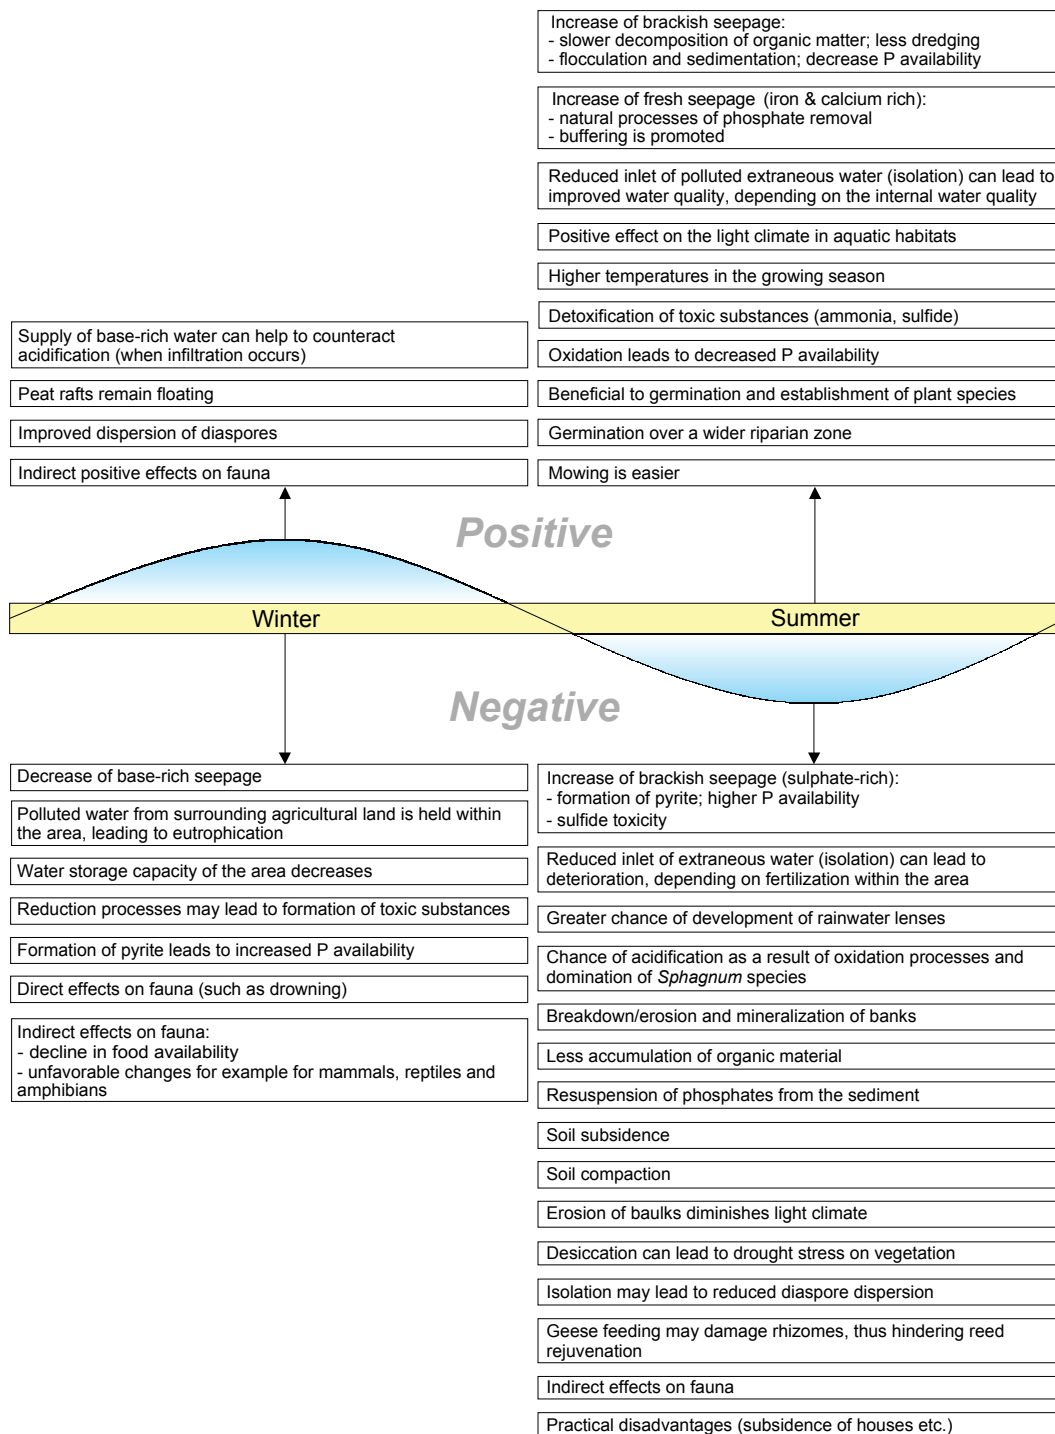 Increase of brackish seepage:
- slower decomposition of organic matter; less dredging
- flocculation and sedimentation; decrease P availability
Increase of fresh seepage (iron & calcium rich):
- natural processes of phosphate removal
- buffering is promoted
Reduced inlet of polluted extraneous water (isolation) can lead to
improved water quality, depending on the internal water quality
Positive effect on the light climate in aquatic habitats
Higher temperatures in the growing season
Detoxification of toxic substances (ammonia, sulfide)
Oxidation leads to decreased P availability
Beneficial to germination and establishment of plant species
Germination over a wider riparian zone
Mowing is easier
Supply of base-rich water can help to counteract
acidification (when infiltration occurs)
Peat rafts remain floating
Improved dispersion of diaspores
Indirect positive effects on fauna
Positive
Winter
Summer
Negative
Decrease of base-rich seepage
Polluted water from surrounding agricultural land is held within
the area, leading to eutrophication
Water storage capacity of the area decreases
Reduction processes may lead to formation of toxic substances
Formation of pyrite leads to increased P availability
Direct effects on fauna (such as drowning)
Indirect effects on fauna:
- decline in food availability
- unfavorable changes for example for mammals, reptiles and
amphibians
Increase of brackish seepage (sulphate-rich):
- formation of pyrite; higher P availability
- sulfide toxicity
Reduced inlet of extraneous water (isolation) can lead to
deterioration, depending on fertilization within the area
Greater chance of development of rainwater lenses
Chance of acidification as a result of oxidation processes and
domination of Sphagnum species
Breakdown/erosion and mineralization of banks
Less accumulation of organic material
Resuspension of phosphates from the sediment
Soil subsidence
Soil compaction
Erosion of baulks diminishes light climate
Desiccation can lead to drought stress on vegetation
Isolation may lead to reduced diaspore dispersion
Geese feeding may damage rhizomes, thus hindering reed
rejuvenation
Indirect effects on fauna
Practical disadvantages (subsidence of houses etc.)